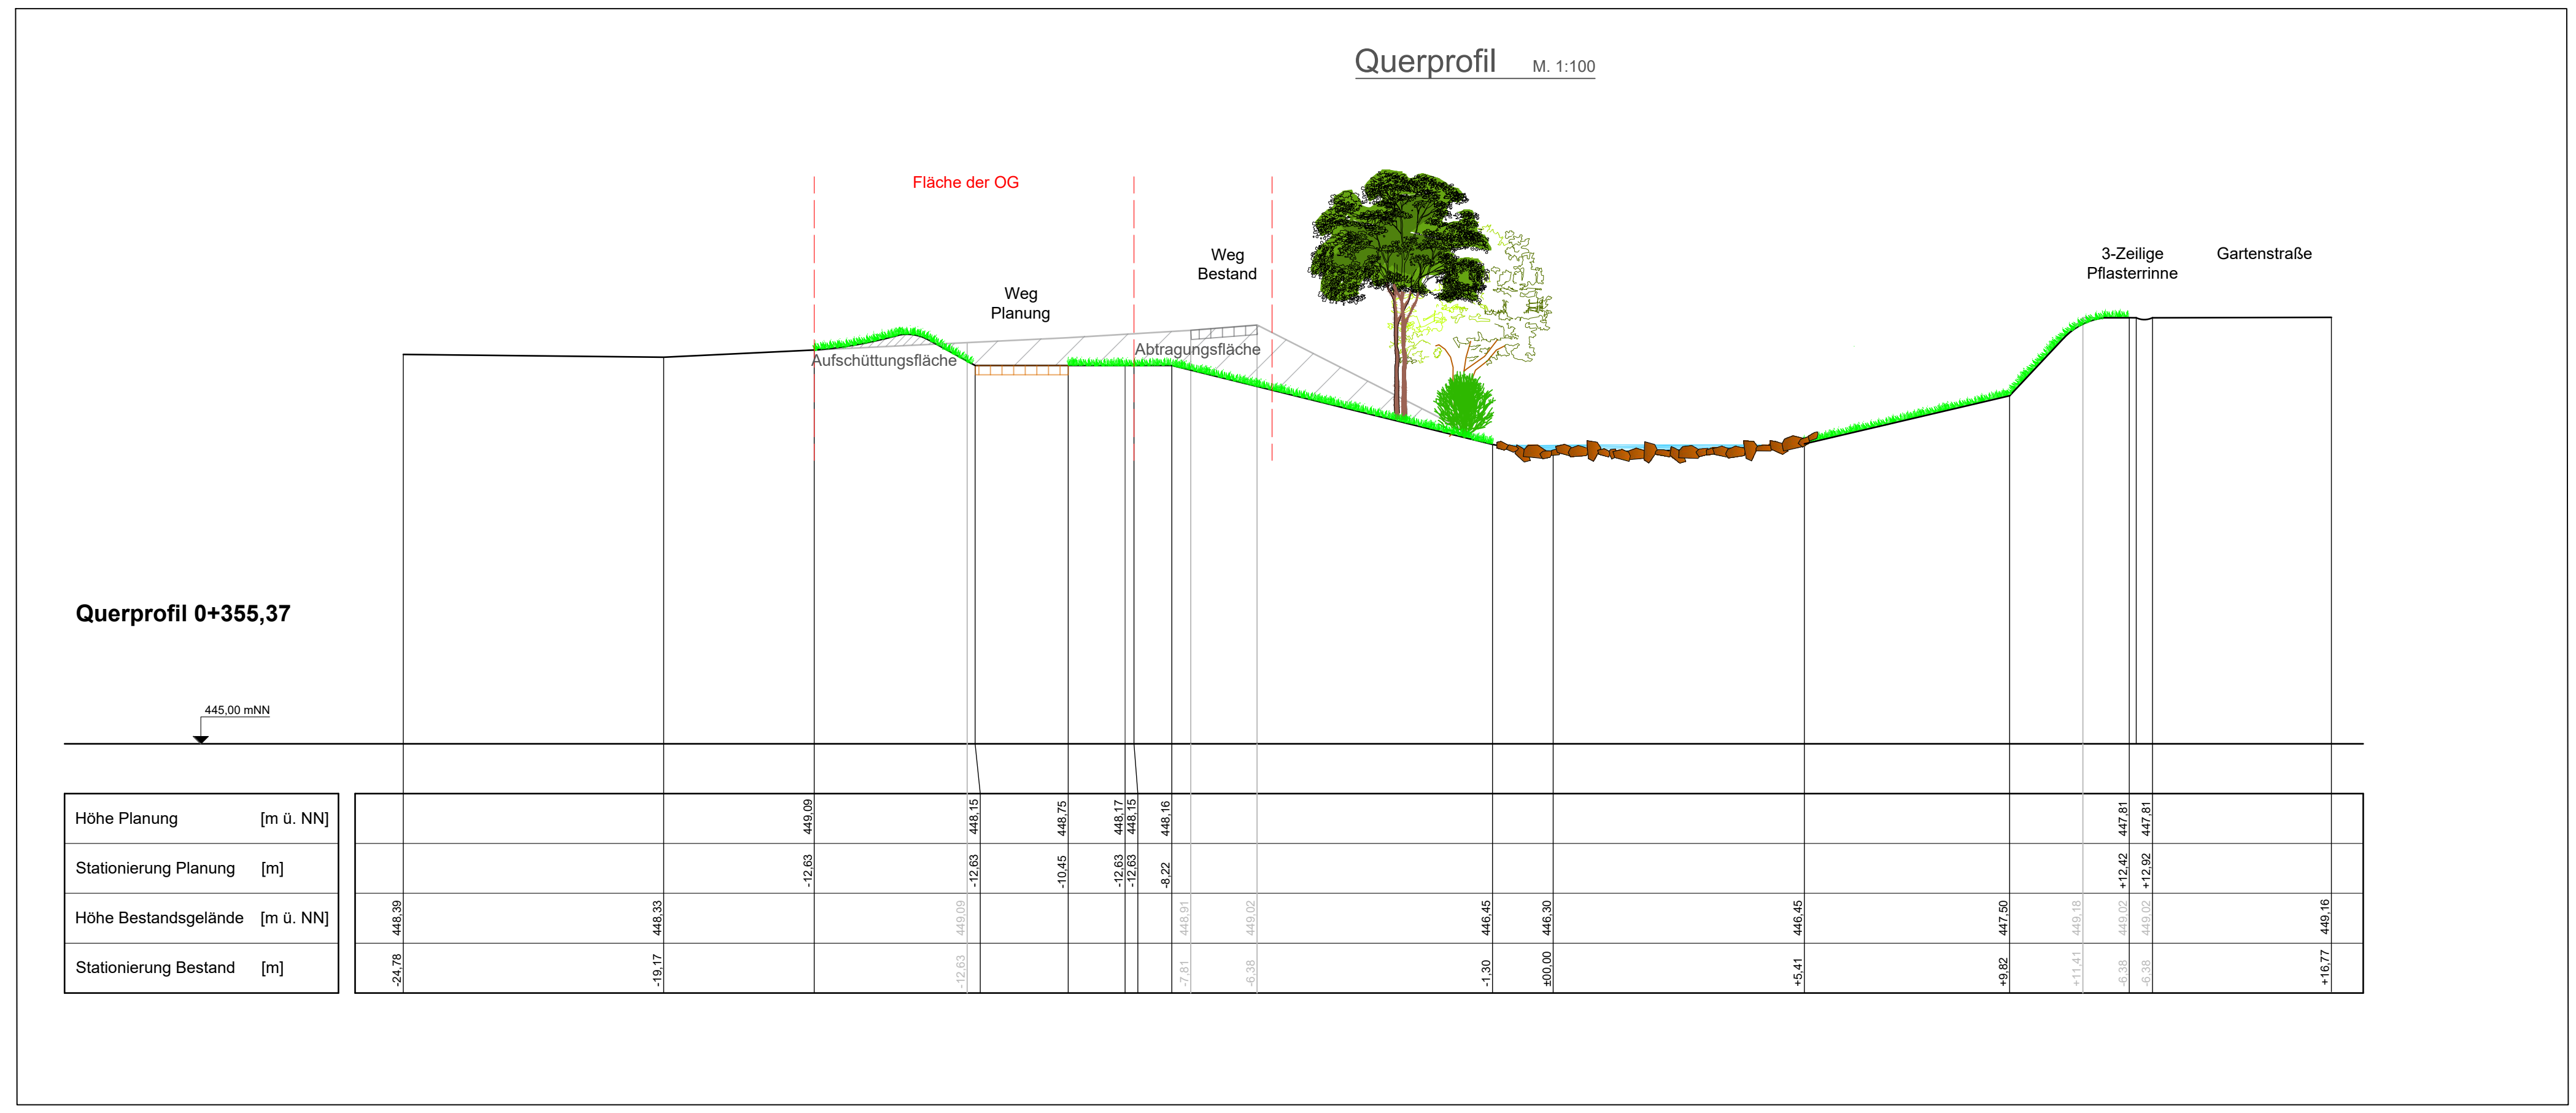 Querprofil M. 1:100
Fläche der OG
Weg
Bestand
3-Zeilige
Pflasterrinne
Gartenstraße
Weg
Planung
Abtragungsfläche
Aufschüttungsfläche
Querprofil 0+355,37
445,00 mNN
Höhe Planung [m ü. NN] 449,09 448,15 448,75 448,17 448,15 448,16 447,81 447,81
Stationierung Planung [m] -12,63 -12,63 -10,45 -12,63 -12,63 -8,22 +12,42 +12,92
Höhe Bestandsgelände [m ü. NN] 448,39 448,33 449,09 448,91 449,02 446,45 446,30 446,45 447,50 449,18 449,02 449,02 449,16
Stationierung Bestand [m] -24,78 -19,17 -12,63 -7,81 -6,38 -1,30 ±00,00 +5,41 +9,82 +11,41 -6,38 -6,38 +16,77